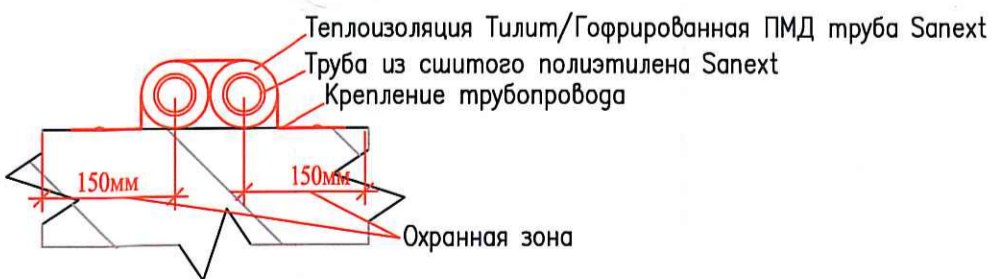 Теплоизоляция Тилит/Гофрированная ПМД труба Sanext
Труба из сшитого полиэтилена Sanext
Крепление трубопровода
150мм
150мм
Охранная зона